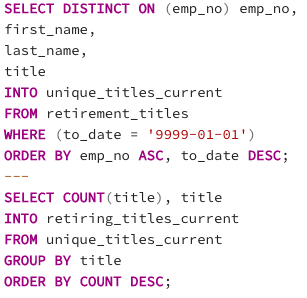 SELECT DISTINCT ON (emp_no) emp_no,
first_name,
last_name,
title
INTO unique_titles_current
FROM retirement_titles
WHERE (to_date = '9999-01-01')
ORDER BY emp_no ASC, to_date DESC;
---
SELECT COUNT(title), title
INTO retiring_titles_current
FROM unique_titles_current
GROUP BY title
ORDER BY COUNT DESC;